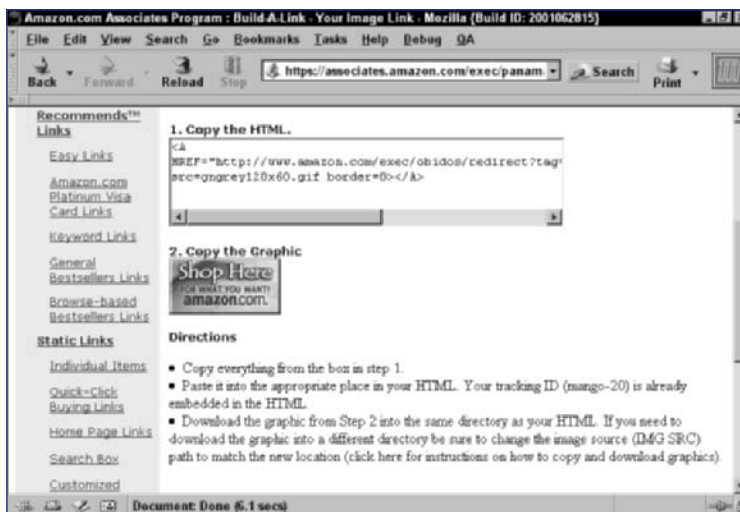 Amazon.com Associates Program : Build-A-Link - Your Image Link - Mozilla {Build ID: 2001062815}
File Edit View Search Go Bookmarks Tasks Help Debug QA
Back Forward Reload Stop https://associates.amazon.com/exec/panam Search Print
Recommends™
Links
Easy Links
Amazon.com
Platinum Visa
Card Links
Keyword Links
General
Bestsellers Links
Browse-based
Bestsellers Links
Static Links
Individual Items
Quick-Click
Buying Links
Home Page Links
Search Box
Customized
1. Copy the HTML.
<A
HREF="http://www.amazon.com/exec/obidos/redirect?tag=
src=gngrey120x60.gif border=0></A>
2. Copy the Graphic
Shop Here
FOR WHAT YOU WANT!
amazon.com.
Directions
• Copy everything from the box in step 1.
• Paste it into the appropriate place in your HTML. Your tracking ID (mango-20) is already
embedded in the HTML
• Download the graphic from Step 2 into the same directory as your HTML. If you need to
download the graphic into a different directory be sure to change the image source (IMG SRC)
path to match the new location (click here for instructions on how to copy and download graphics).
Document: Done (6.1 secs)